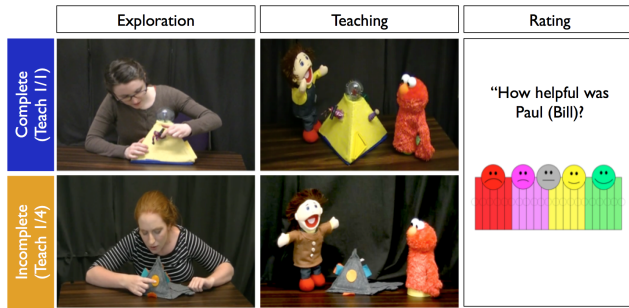 Exploration
Teaching
Rating
Complete
(Teach 1/1)
“How helpful was
Paul (Bill)?
Incomplete
(Teach 1/4)